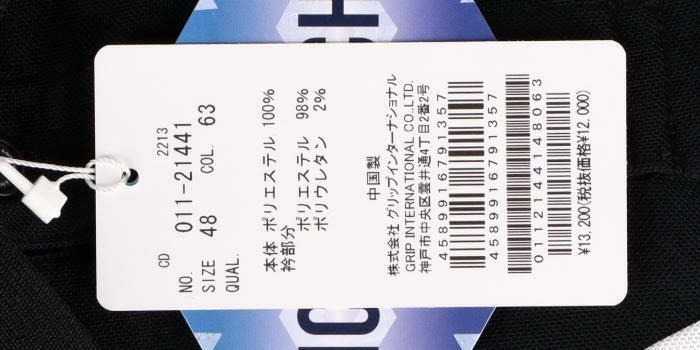 CD 2213
NO. 011-21441
SIZE 48 COL. 63
QUAL.
本体 ポリエステル 100%
衿部分
ポリエステル 98%
ポリウレタン 2%
中国製
株式会社 グリップインターナショナル
GRIP INTERNATIONAL CO.,LTD.
神戸市中央区雲井通4丁目2番2号
4589916791357
4589916791357
011214414806​3
¥13,200(税抜価格¥12,000)